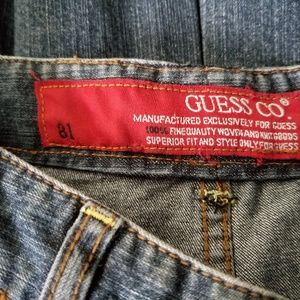 GUESS CO®
MANUFACTURED EXCLUSIVELY FOR GUESS
100% FINE QUALITY WOVEN AND KNIT GOODS
SUPERIOR FIT AND STYLE ONLY FOR GUESS
81